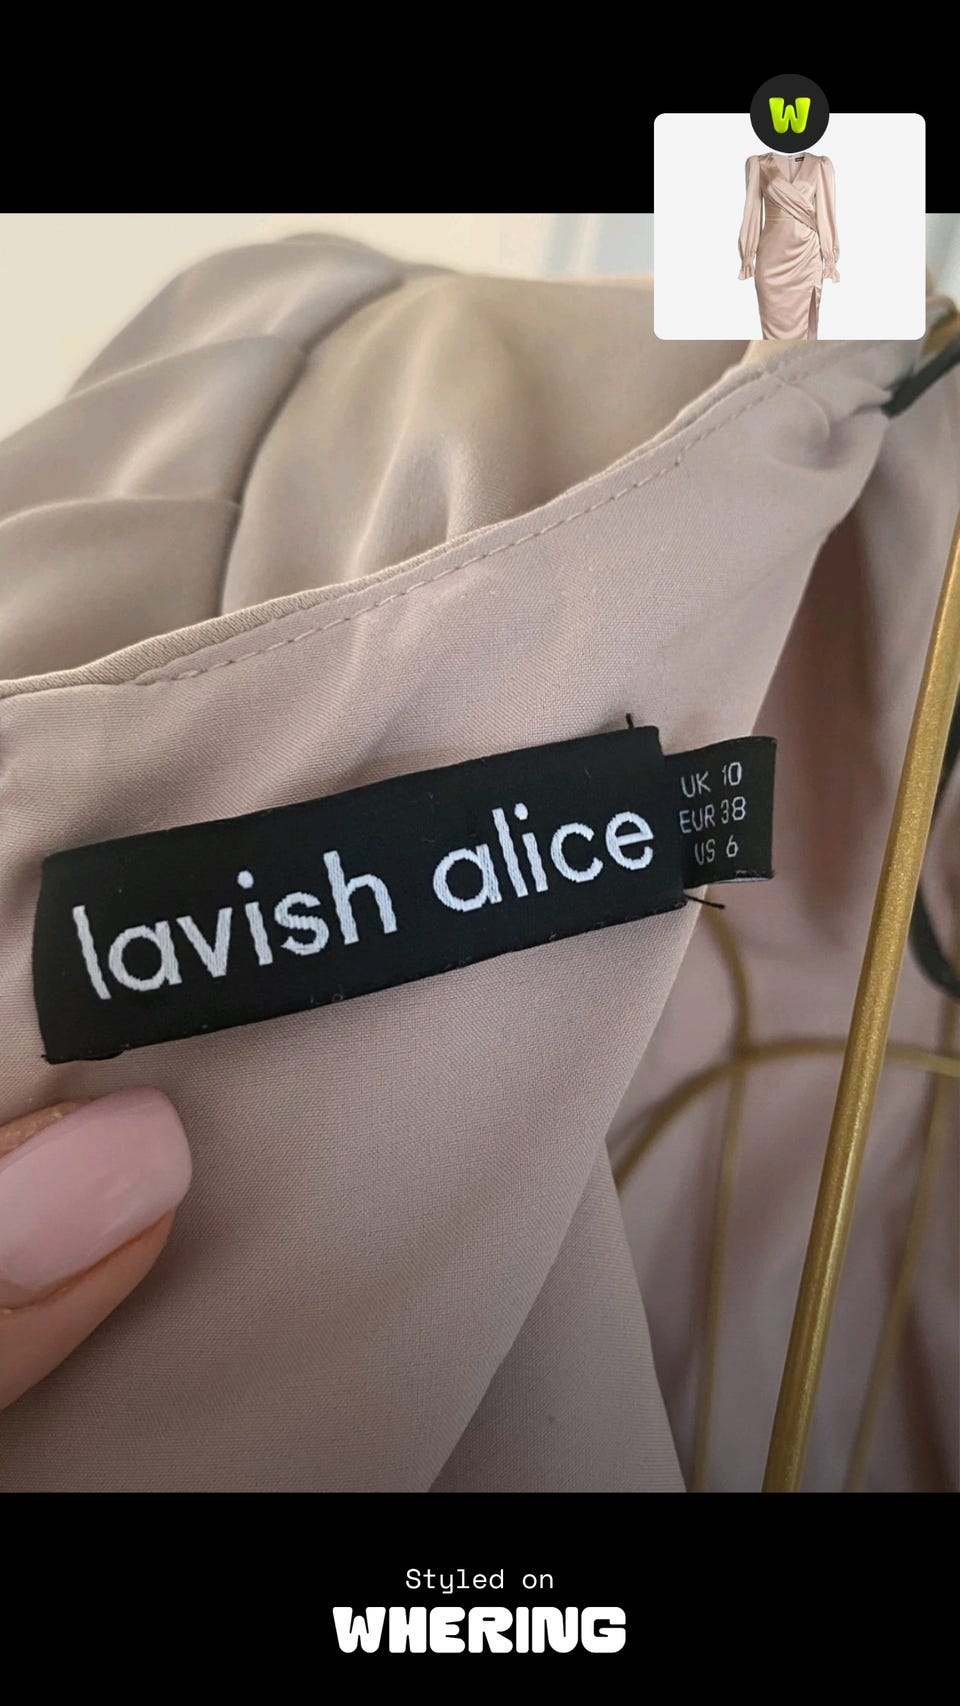 W
lavish alice
UK 10
EUR 38
US 6
Styled on
WHERING